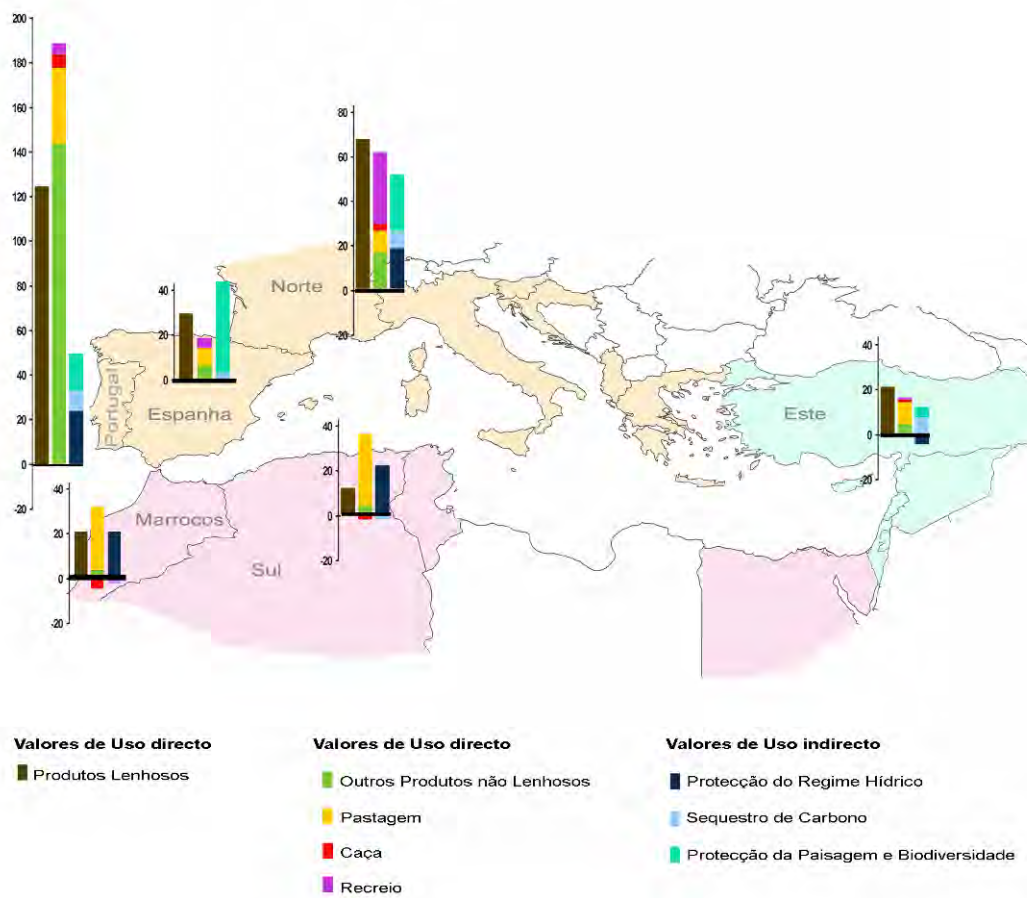 200
180
160
140
120
100
80
60
40
20
0
-20
80
60
40
20
0
-20
40
20
0
40
20
0
-20
40
20
0
-20
40
20
0
-20
Norte
Portugal
Espanha
Este
Marrocos
Sul
Valores de Uso directo
Produtos Lenhosos
Valores de Uso directo
Outros Produtos não Lenhosos
Pastagem
Caça
Recreio
Valores de Uso indirecto
Protecção do Regime Hídrico
Sequestro de Carbono
Protecção da Paisagem e Biodiversidade